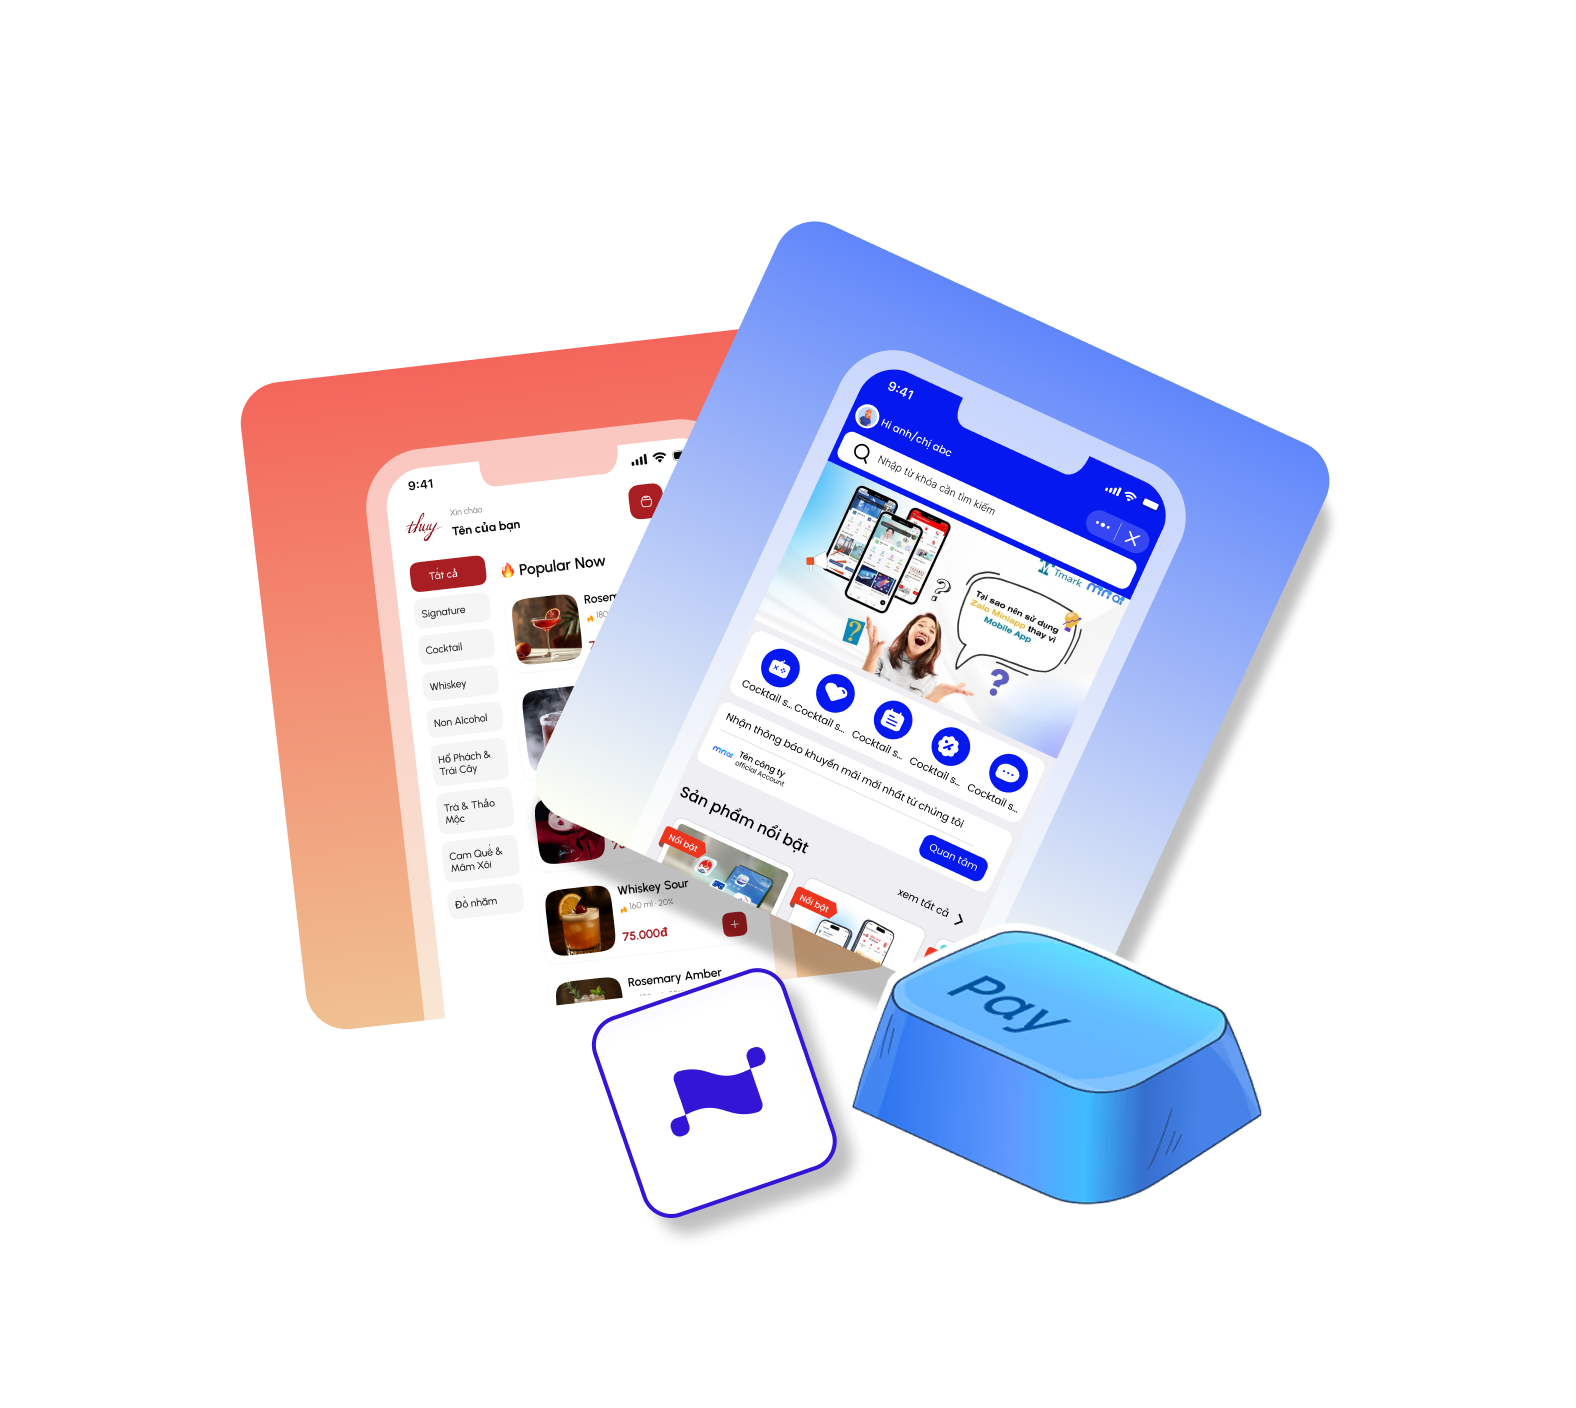 9:41
thuy
Xin chào
Tên của bạn
Tất cả
Signature
Cocktail
Whiskey
Non Alcohol
Hổ Phách &
Trái Cây
Trà & Thảo
Mộc
Cam Quế &
Mâm Xôi
Đồ nhắm
🔥 Popular Now
Whiskey Sour
160 ml · 20%
75.000đ
Rosemary Amber
9:41
Hi anh/chị abc
Nhập từ khóa cần tìm kiếm
Tmark
Tại sao nên sử dụng
Zalo Miniapp thay vì
Mobile App
Cocktail s...
Cocktail s...
Cocktail s...
Cocktail s...
Cocktail s...
Nhận thông báo khuyến mãi mới nhất từ chúng tôi
Tên công ty
official Account
Quan tâm
Sản phẩm nổi bật
xem tất cả
Nổi bật
Nổi bật
Pay